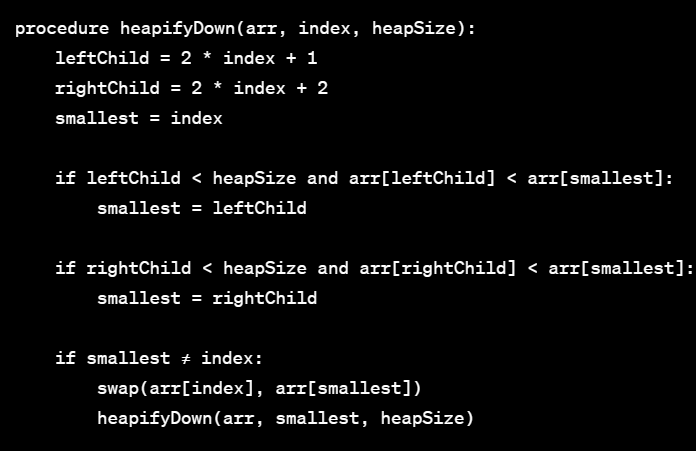 procedure heapifyDown(arr, index, heapSize):
    leftChild = 2 * index + 1
    rightChild = 2 * index + 2
    smallest = index

    if leftChild < heapSize and arr[leftChild] < arr[smallest]:
        smallest = leftChild

    if rightChild < heapSize and arr[rightChild] < arr[smallest]:
        smallest = rightChild

    if smallest ≠ index:
        swap(arr[index], arr[smallest])
        heapifyDown(arr, smallest, heapSize)